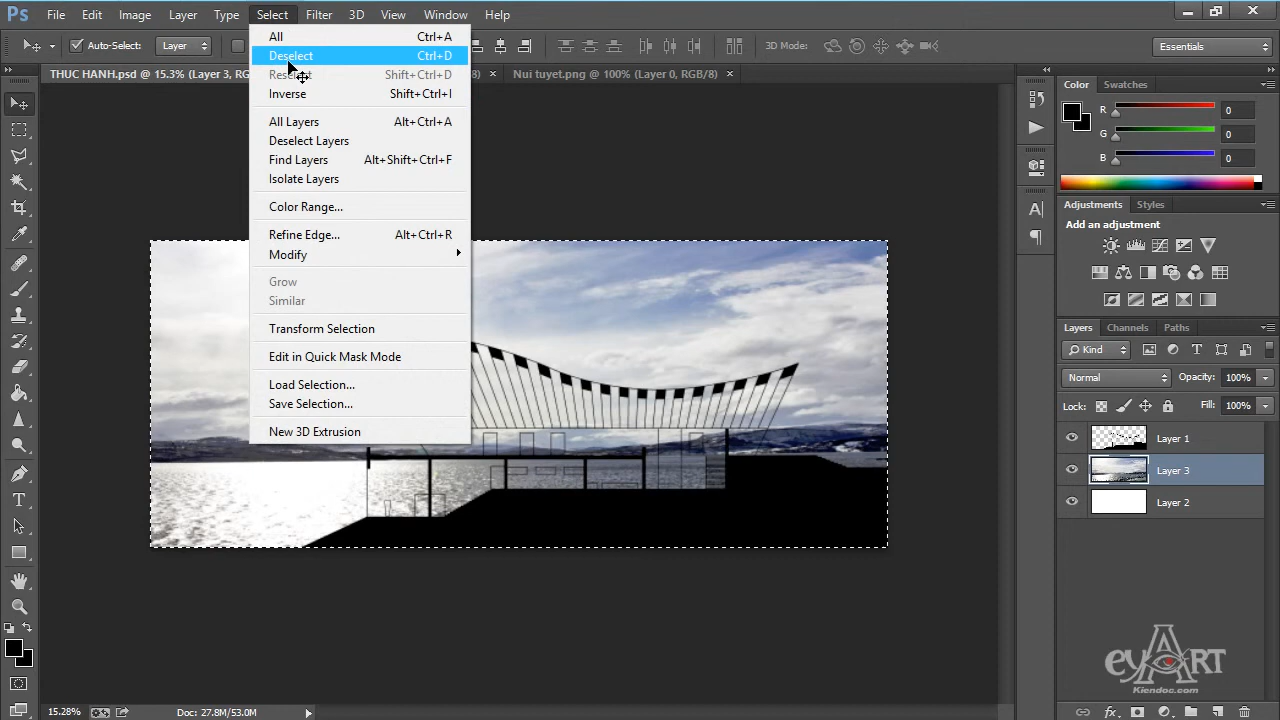 Ps File Edit Image Layer Type Select Filter 3D View Window Help
Auto-Select: Layer 3D Mode: Essentials
THUC HANH.psd @ 15.3% (Layer 3, RG 8) × Nui tuyet.png @ 100% (Layer 0, RGB/8) ×
All Ctrl+A
Deselect Ctrl+D
Reselect Shift+Ctrl+D
Inverse Shift+Ctrl+I
All Layers Alt+Ctrl+A
Deselect Layers
Find Layers Alt+Shift+Ctrl+F
Isolate Layers
Color Range...
Refine Edge... Alt+Ctrl+R
Modify
Grow
Similar
Transform Selection
Edit in Quick Mask Mode
Load Selection...
Save Selection...
New 3D Extrusion
Color Swatches
R 0
G 0
B 0
Adjustments Styles
Add an adjustment
Layers Channels Paths
Kind
Normal Opacity: 100%
Lock: Fill: 100%
Layer 1
Layer 3
Layer 2
eyART
Kiendoc.com
15.28% Doc: 27.8M/53.0M